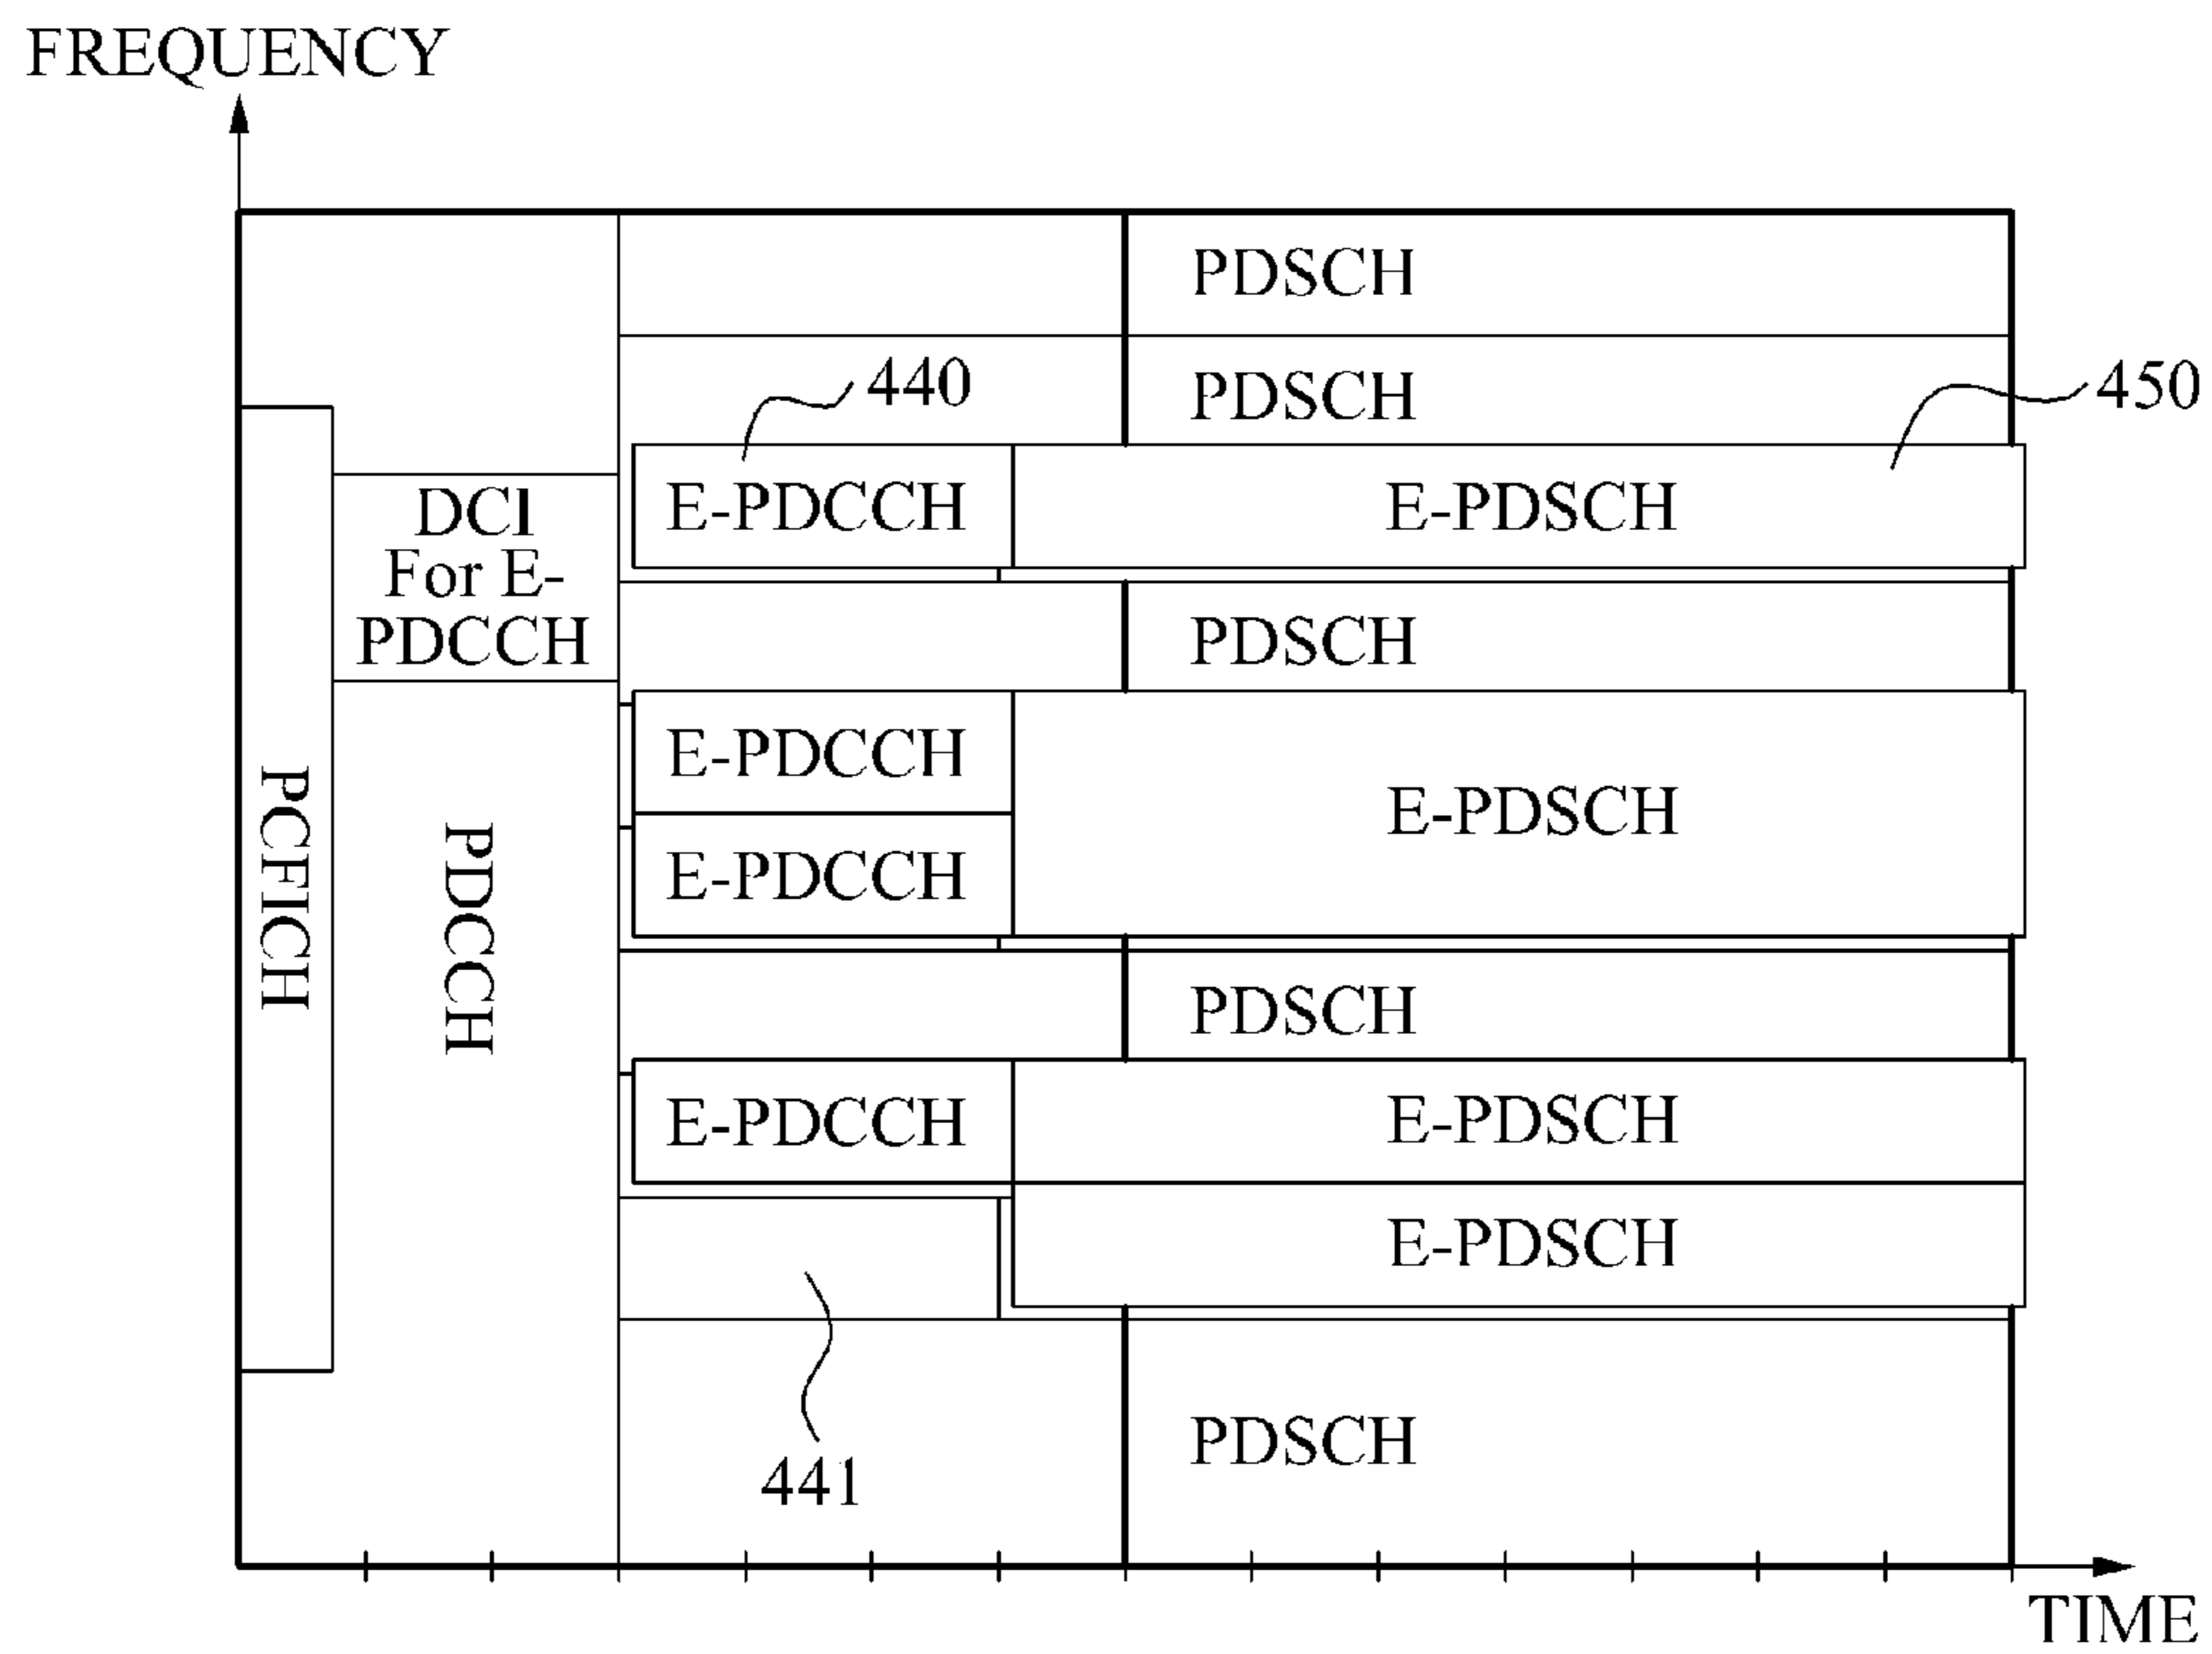 FREQUENCY
PDSCH
440
PDSCH
450
E-PDCCH
E-PDSCH
DCI
For E-
PDCCH
PDSCH
E-PDCCH
E-PDCCH
E-PDSCH
PCFICH
PDCCH
PDSCH
E-PDCCH
E-PDSCH
E-PDSCH
441
PDSCH
TIME